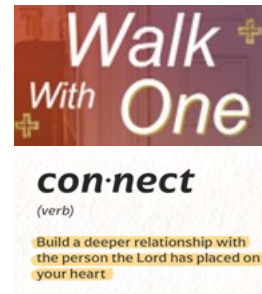 Walk
With One
con·nect
(verb)
Build a deeper relationship with
the person the Lord has placed on
your heart